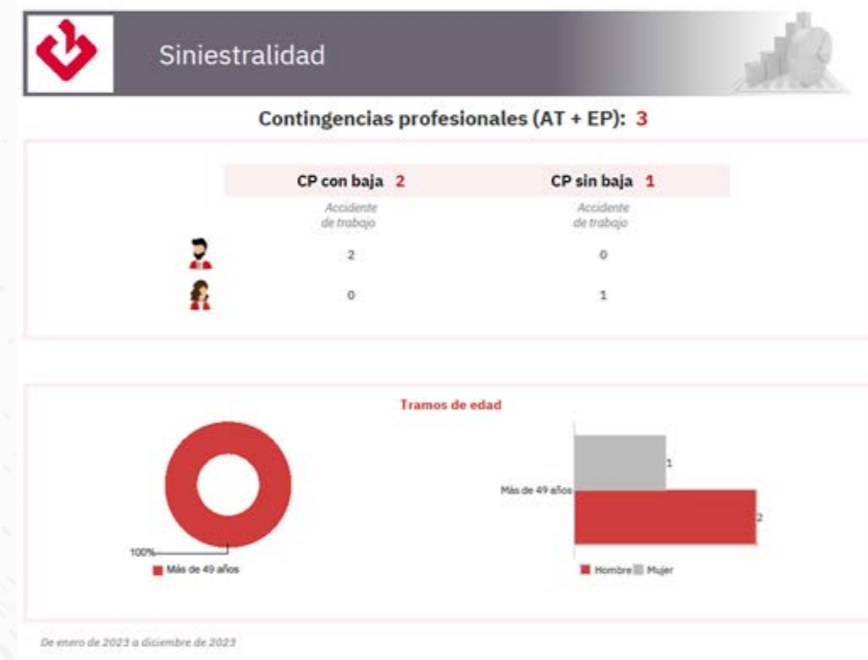 Siniestralidad
Contingencias profesionales (AT + EP): 3
CP con baja 2 CP sin baja 1
Accidente de trabajo Accidente de trabajo
2 0
0 1
Tramos de edad
100%
Más de 49 años
Más de 49 años
1
2
Hombre Mujer
De enero de 2023 a diciembre de 2023